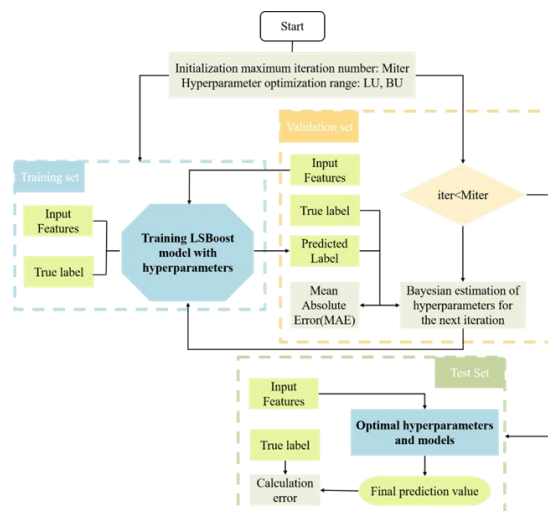 Start
Initialization maximum iteration number: Miter
Hyperparameter optimization range: LU, BU
Validation set
Training set
Input
Features
True label
Training LSBoost
model with
hyperparameters
Input
Features
True label
Predicted
Label
Mean
Absolute
Error(MAE)
iter<Miter
Bayesian estimation of
hyperparameters for
the next iteration
Test Set
Input
Features
True label
Calculation
error
Optimal hyperparameters
and models
Final prediction value